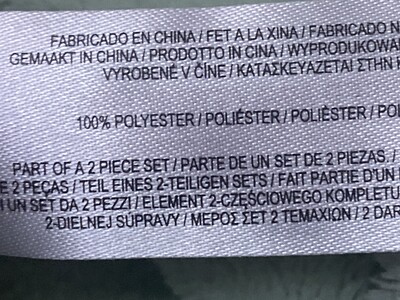 FABRICADO EN CHINA / FET A LA XINA / FABRICADO N
GEMAAKT IN CHINA / PRODOTTO IN CINA / WYPRODUKOWA
VYROBENÉ V ČÍNE / ΚΑΤΑΣΚΕΥΑΖΕΤΑΙ ΣΤΗΝ Κ
100% POLYESTER / POLIÉSTER / POLIÈSTER / POL
PART OF A 2 PIECE SET / PARTE DE UN SET DE 2 PIEZAS. /
E 2 PEÇAS / TEIL EINES 2-TEILIGEN SETS / FAIT PARTIE D'UN
UN SET DA 2 PEZZI / ELEMENT 2-CZĘŚCIOWEGO KOMPLETU
2-DIELNEJ SÚPRAVY / ΜΕΡΟΣ ΣΕΤ 2 ΤΕΜΑΧΙΩΝ / 2 DAR